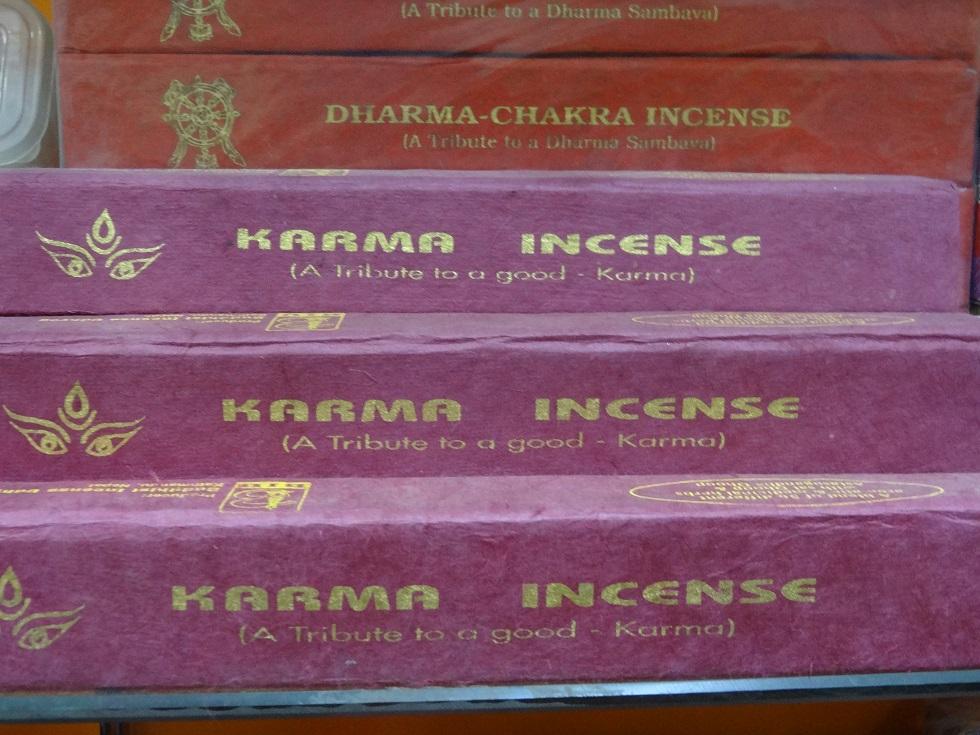 (A Tribute to a Dharma Sambava)
DHARMA-CHAKRA INCENSE
(A Tribute to a Dharma Sambava)
KARMA INCENSE
(A Tribute to a good - Karma)
KARMA INCENSE
(A Tribute to a good - Karma)
KARMA INCENSE
(A Tribute to a good - Karma)